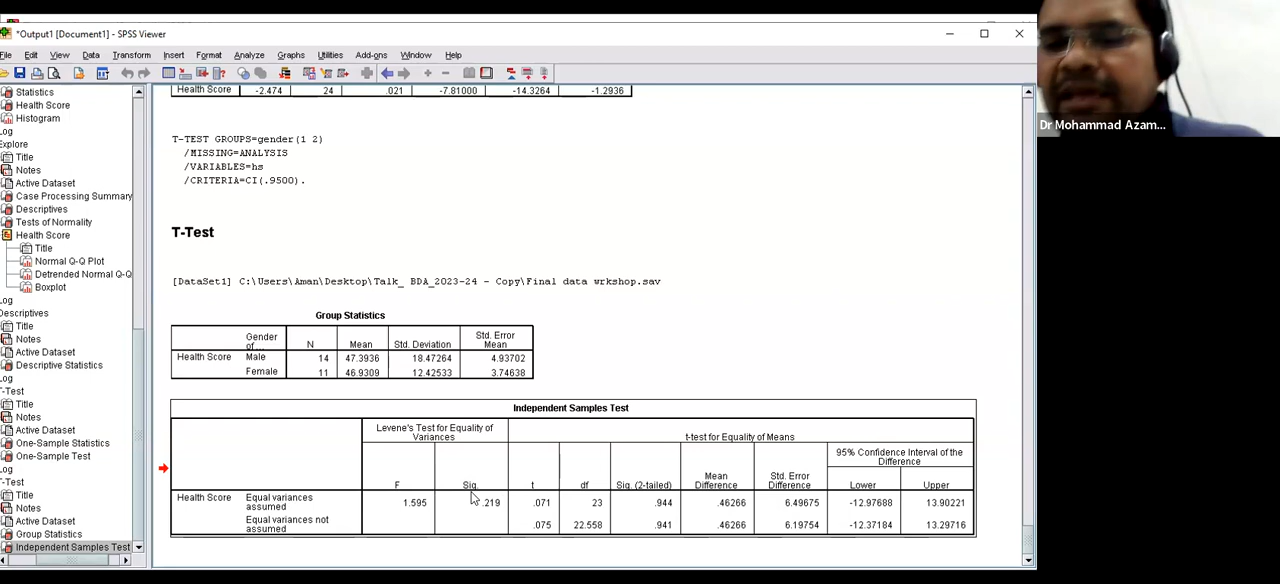 *Output1 [Document1] - SPSS Viewer
File Edit View Data Transform Insert Format Analyze Graphs Utilities Add-ons Window Help
Statistics
Health Score
Histogram
Log
Explore
Title
Notes
Active Dataset
Case Processing Summary
Descriptives
Tests of Normality
Health Score
Title
Normal Q-Q Plot
Detrended Normal Q-Q
Boxplot
Log
Descriptives
Title
Notes
Active Dataset
Descriptive Statistics
Log
T-Test
Title
Notes
Active Dataset
One-Sample Statistics
One-Sample Test
Log
T-Test
Title
Notes
Active Dataset
Group Statistics
Independent Samples Test
Health Score -2.474 24 .021 -7.81000 -14.3264 -1.2936
T-TEST GROUPS=gender(1 2)
/MISSING=ANALYSIS
/VARIABLES=hs
/CRITERIA=CI(.9500).
T-Test
[DataSet1] C:\Users\Aman\Desktop\Talk_ BDA_2023-24 - Copy\Final data wrkshop.sav
Group Statistics
Gender of... N Mean Std. Deviation Std. Error Mean
Health Score Male 14 47.3936 18.47264 4.93702
Female 11 46.9309 12.42533 3.74638
Independent Samples Test
Levene's Test for Equality of Variances t-test for Equality of Means
95% Confidence Interval of the Difference
F Sig. t df Sig. (2-tailed) Mean Difference Std. Error Difference Lower Upper
Health Score Equal variances assumed 1.595 .219 .071 23 .944 .46266 6.49675 -12.97688 13.90221
Equal variances not assumed .075 22.558 .941 .46266 6.19754 -12.37184 13.29716
Dr Mohammad Azam...